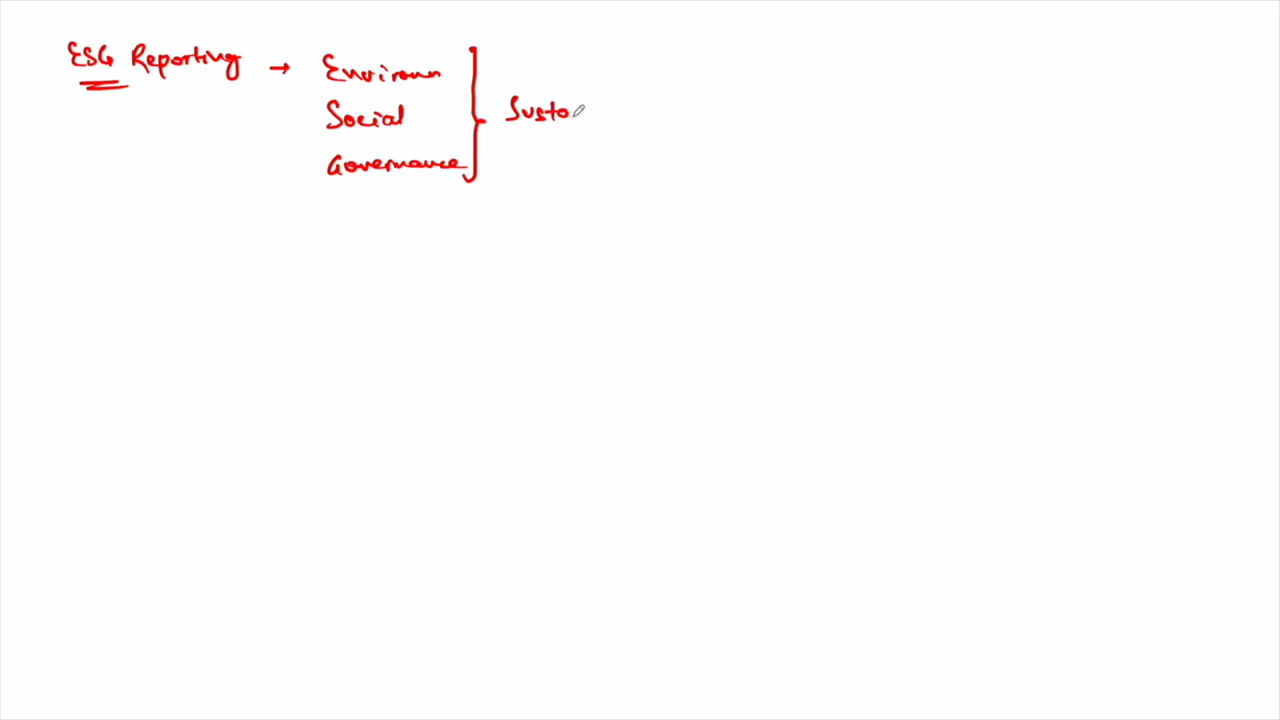 ESG Reporting → Environ
Social
Governance
Susta